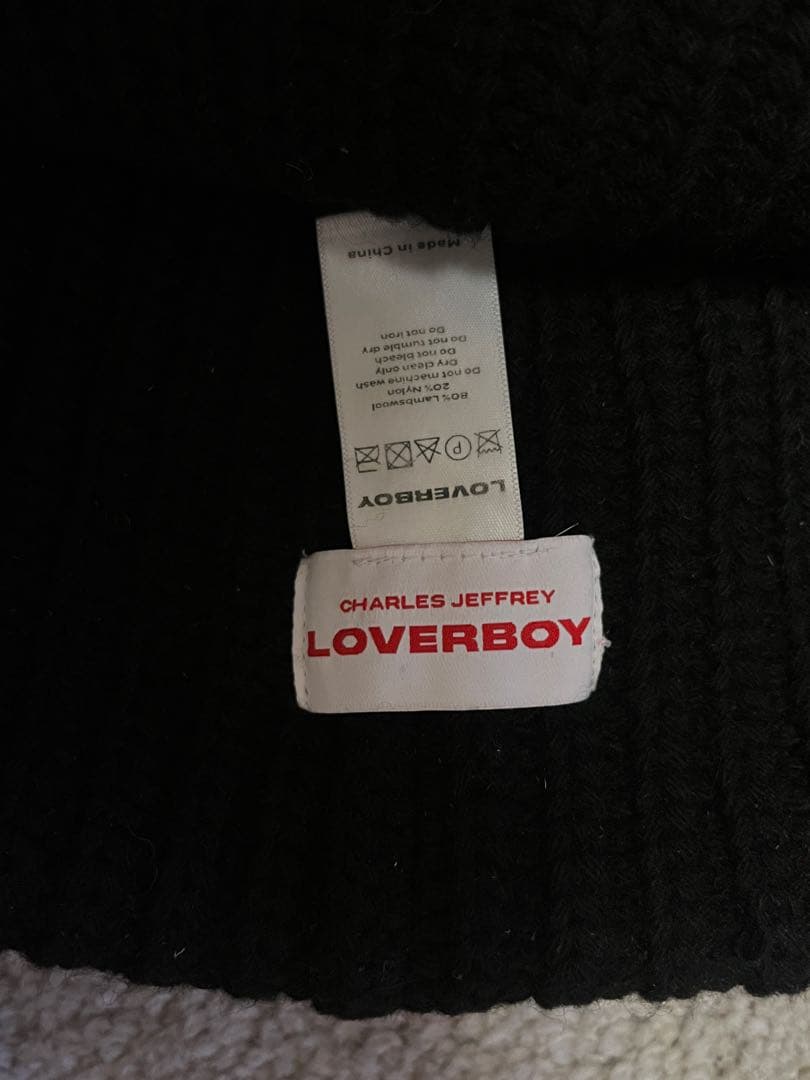 CHARLES JEFFREY
LOVERBOY
LOVERBOY
P
80% Lambswool
20% Nylon
Do not machine wash
Dry clean only
Do not bleach
Do not tumble dry
Do not iron
Made in China